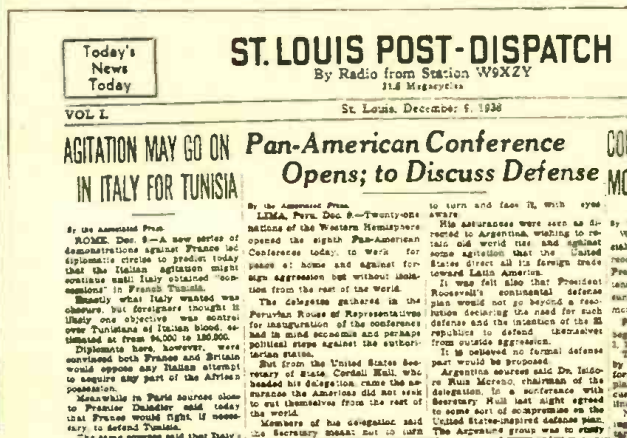 Today's
News
Today
ST. LOUIS POST-DISPATCH
By Radio from Station W9XZY
31.6 Megacycles
VOL 1.
St. Louis, December 9, 1938
AGITATION MAY GO ON
IN ITALY FOR TUNISIA
By the Associated Press.
ROME, Dec. 9.—A new series of
demonstrations against France led
diplomatic circles to predict today
that the Italian agitation might
continue until Italy obtained "con-
cessions" in French Tunisia.
Exactly what Italy wanted was
obscure, but foreigners thought it
likely one objective was control
over Tunisians of Italian blood, es-
timated at from 94,000 to 180,000.
Diplomats here, however, were
convinced both France and Britain
would oppose any Italian attempt
to acquire any part of the African
possession.
Meanwhile in Paris sources close
to Premier Daladier said today
that France would fight, if neces-
sary, to defend Tunisia.
The same sources said that Italy's
Pan-American Conference
Opens; to Discuss Defense
By the Associated Press.
LIMA, Peru, Dec. 9.—Twenty-one
nations of the Western Hemisphere
opened the eighth Pan-American
Conference today, to work for
peace at home and against for-
eign aggression but without isola-
tion from the rest of the world.
The delegates gathered in the
Peruvian House of Representatives
for inauguration of the conference
had in mind economic and perhaps
political steps against the authori-
tarian states.
But from the United States Sec-
retary of State, Cordell Hull, who
headed his delegation, came the as-
surance the Americas did not seek
to cut themselves from the rest of
the world.
Members of his delegation said
the Secretary meant not to turn
to turn and face it, with eyes
aware.
His assurances were seen as di-
rected to Argentina, wishing to re-
tain old world ties and against
some agitation that the United
States direct all its foreign trade
toward Latin America.
It was felt also that President
Roosevelt's continental defense
plan would not go beyond a reso-
lution declaring the need for such
defense and the intention of the 21
republics to defend themselves
from outside aggression.
It is believed no formal defense
pact would be proposed.
Argentina sources said Dr. Isido-
ro Ruis Moreno, chairman of the
delegation, in a conference with
Secretary Hull last night agreed
to some sort of compromise on the
United States-inspired defense plan.
The Argentine group was to study